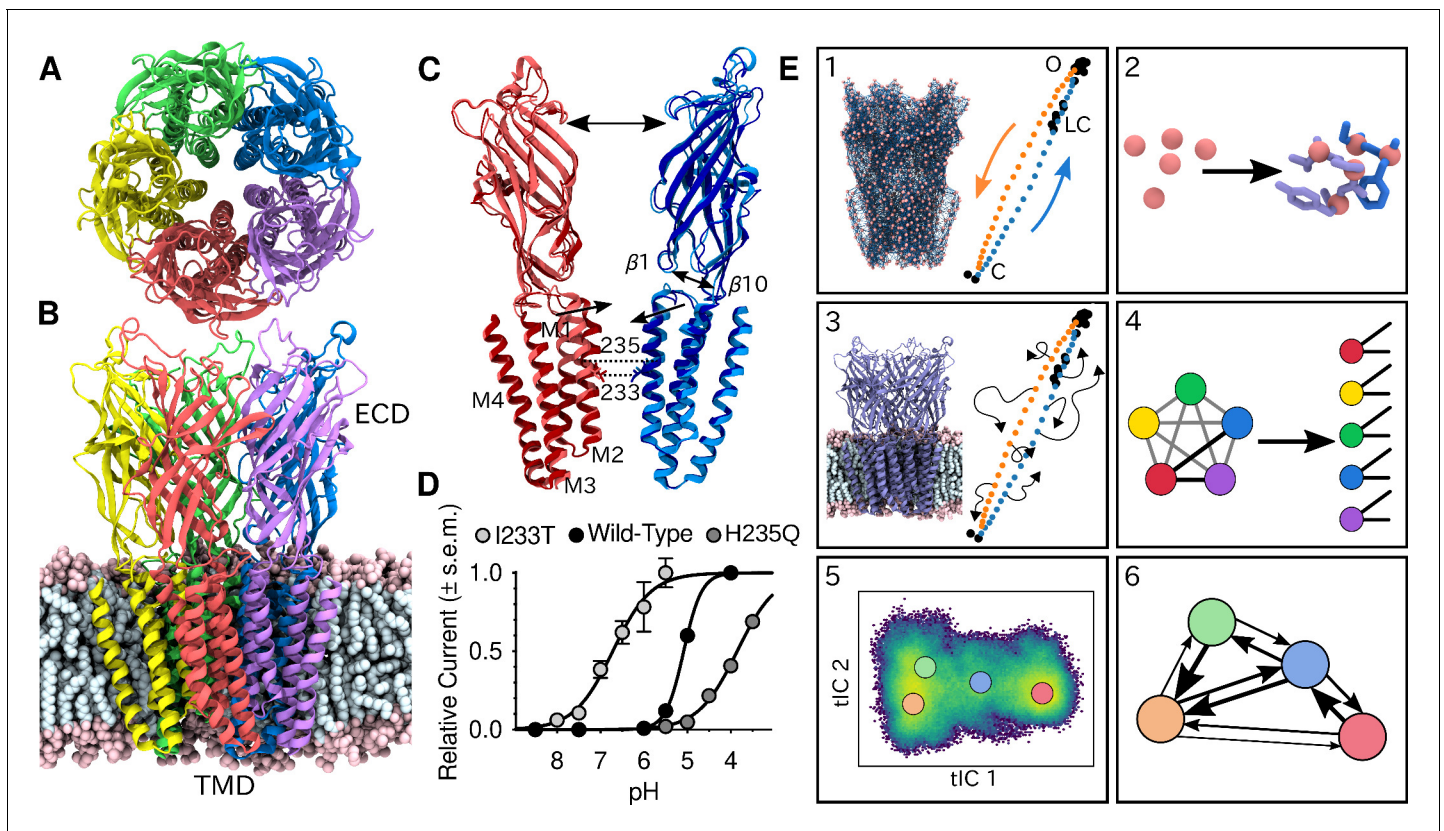 A
B
ECD
TMD
C
β1
β10
M1
235
233
M4
M2
M3
D
I233T Wild-Type H235Q
Relative Current (± s.e.m.)
1.0
0.5
0.0
8 7 6 5 4
pH
E
1
O
LC
C
2
3
4
5
tIC 2
tIC 1
6